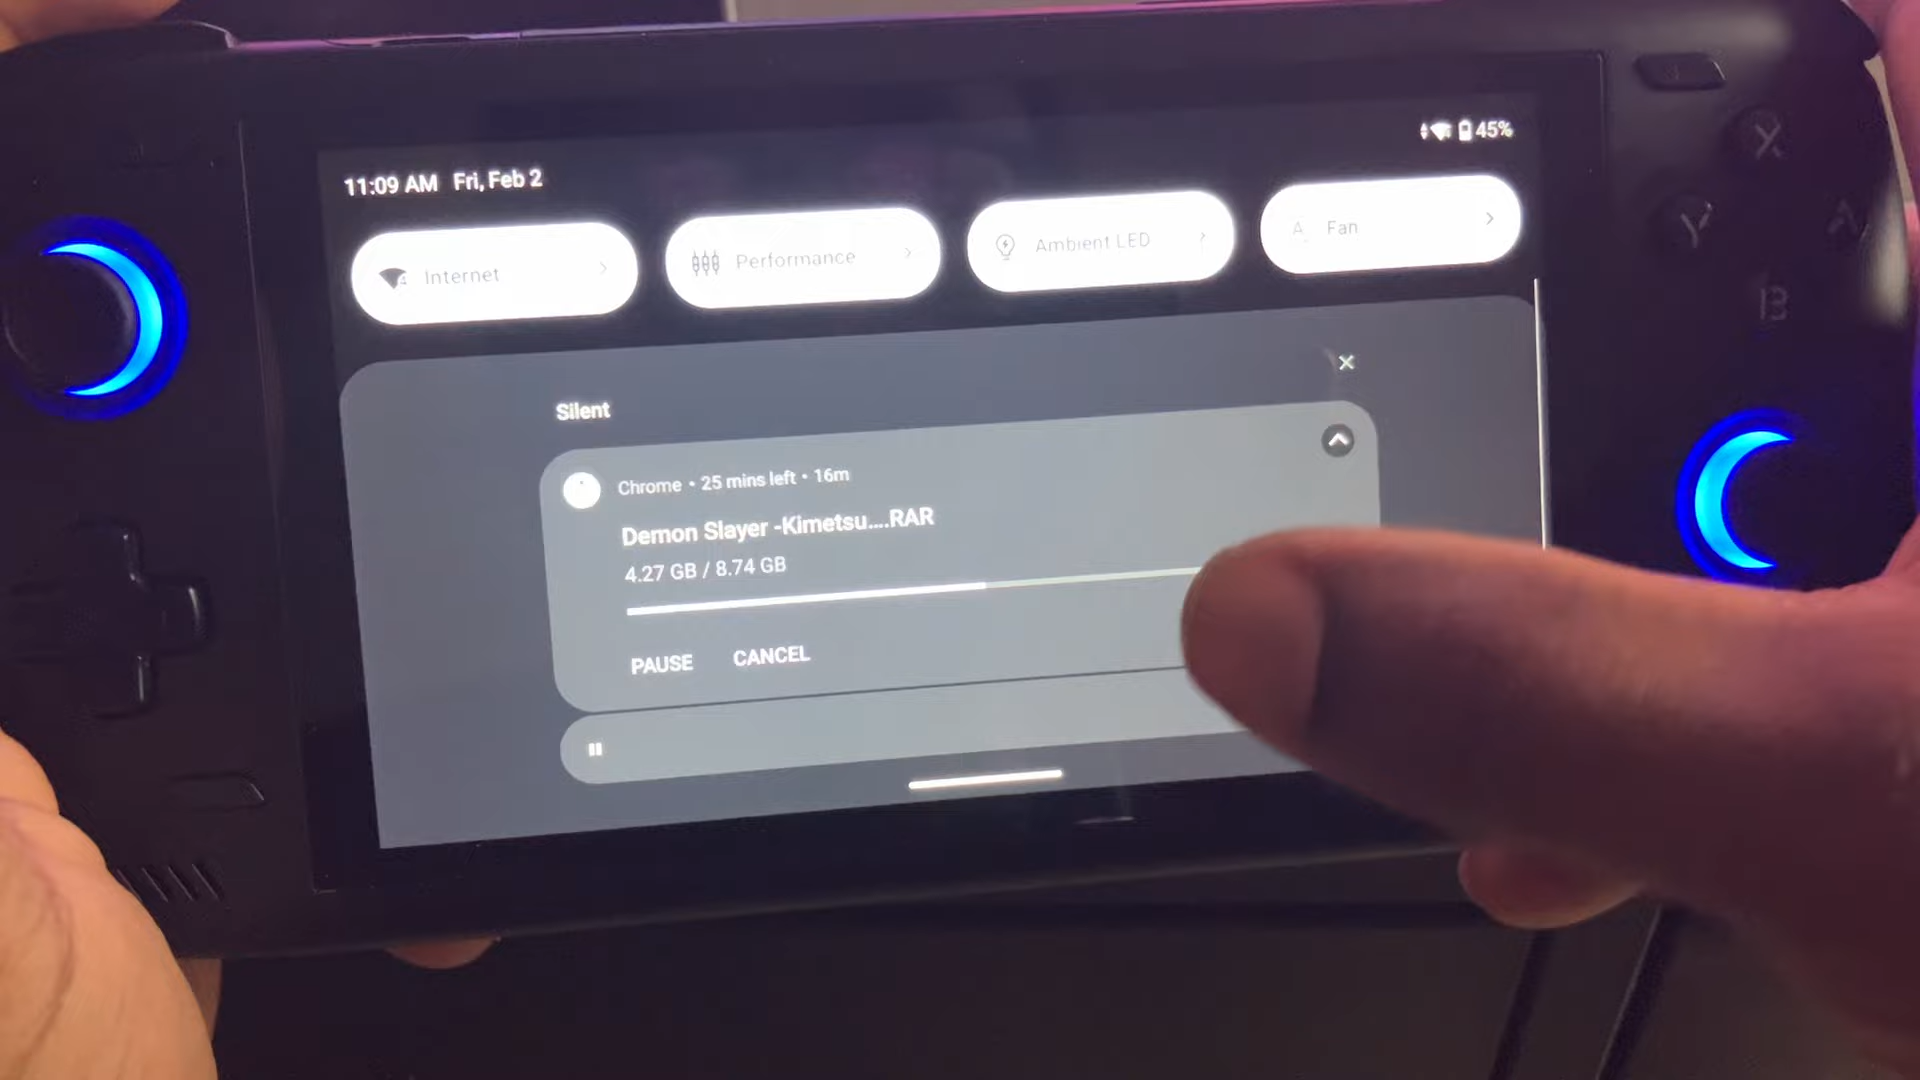 11:09 AM Fri, Feb 2
45%
Internet
Performance
Ambient LED
A Fan
Silent
Chrome • 25 mins left • 16m
Demon Slayer -Kimetsu....RAR
4.27 GB / 8.74 GB
PAUSE CANCEL
X
Y
A
B